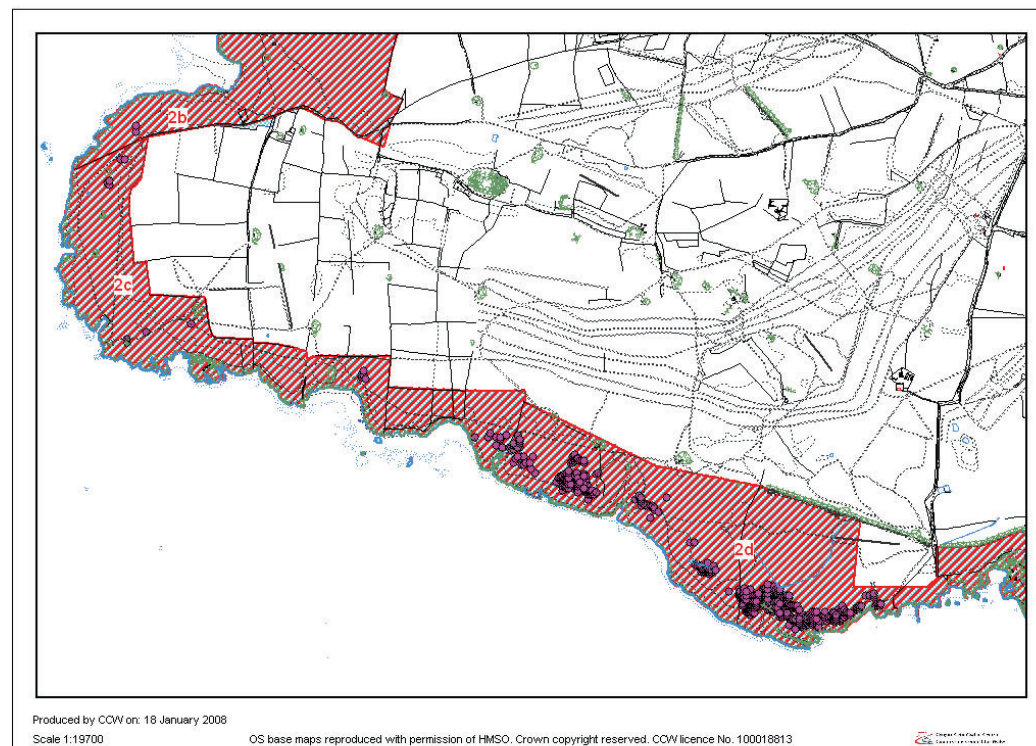 2b
2c
2d
Produced by CCW on: 18 January 2008
Scale 1:19700
OS base maps reproduced with permission of HMSO. Crown copyright reserved. CCW licence No. 100018813